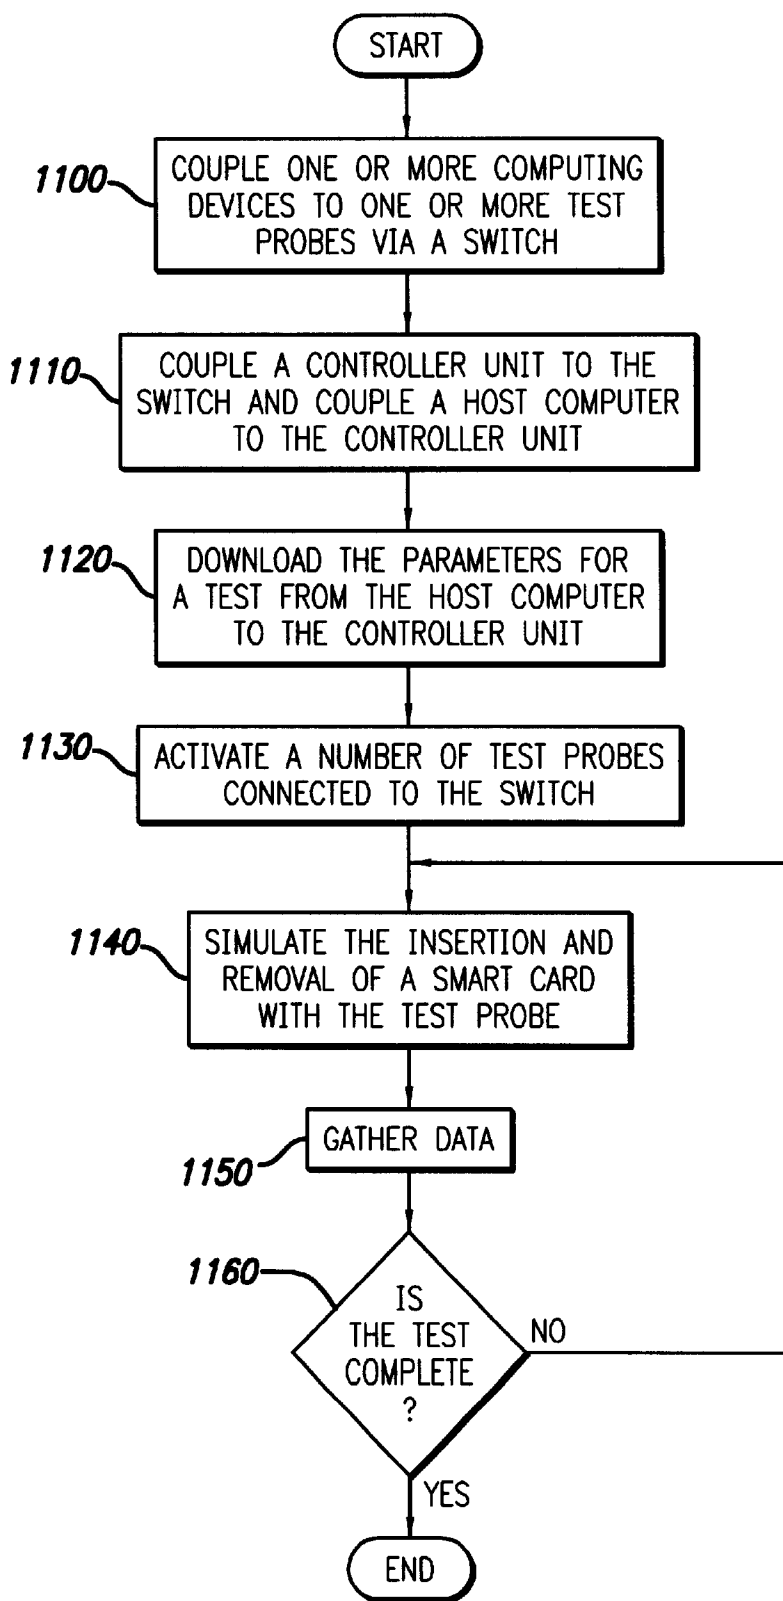 START
1100
COUPLE ONE OR MORE COMPUTING
DEVICES TO ONE OR MORE TEST
PROBES VIA A SWITCH
1110
COUPLE A CONTROLLER UNIT TO THE
SWITCH AND COUPLE A HOST COMPUTER
TO THE CONTROLLER UNIT
1120
DOWNLOAD THE PARAMETERS FOR
A TEST FROM THE HOST COMPUTER
TO THE CONTROLLER UNIT
1130
ACTIVATE A NUMBER OF TEST PROBES
CONNECTED TO THE SWITCH
1140
SIMULATE THE INSERTION AND
REMOVAL OF A SMART CARD
WITH THE TEST PROBE
GATHER DATA
1150
1160
IS
THE TEST
COMPLETE
?
NO
YES
END